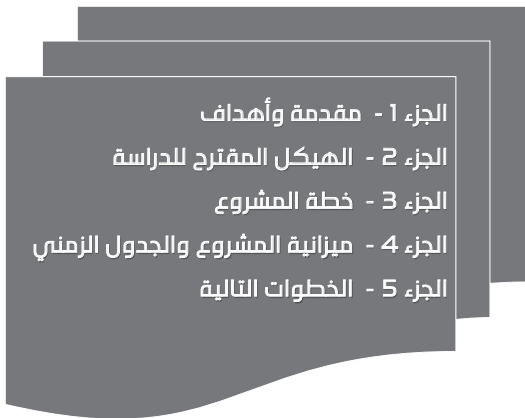 الجزء 1 - مقدمة وأهداف
الجزء 2 - الهيكل المقترح للدراسة
الجزء 3 - خطة المشروع
الجزء 4 - ميزانية المشروع والجدول الزمني
الجزء 5 - الخطوات التالية